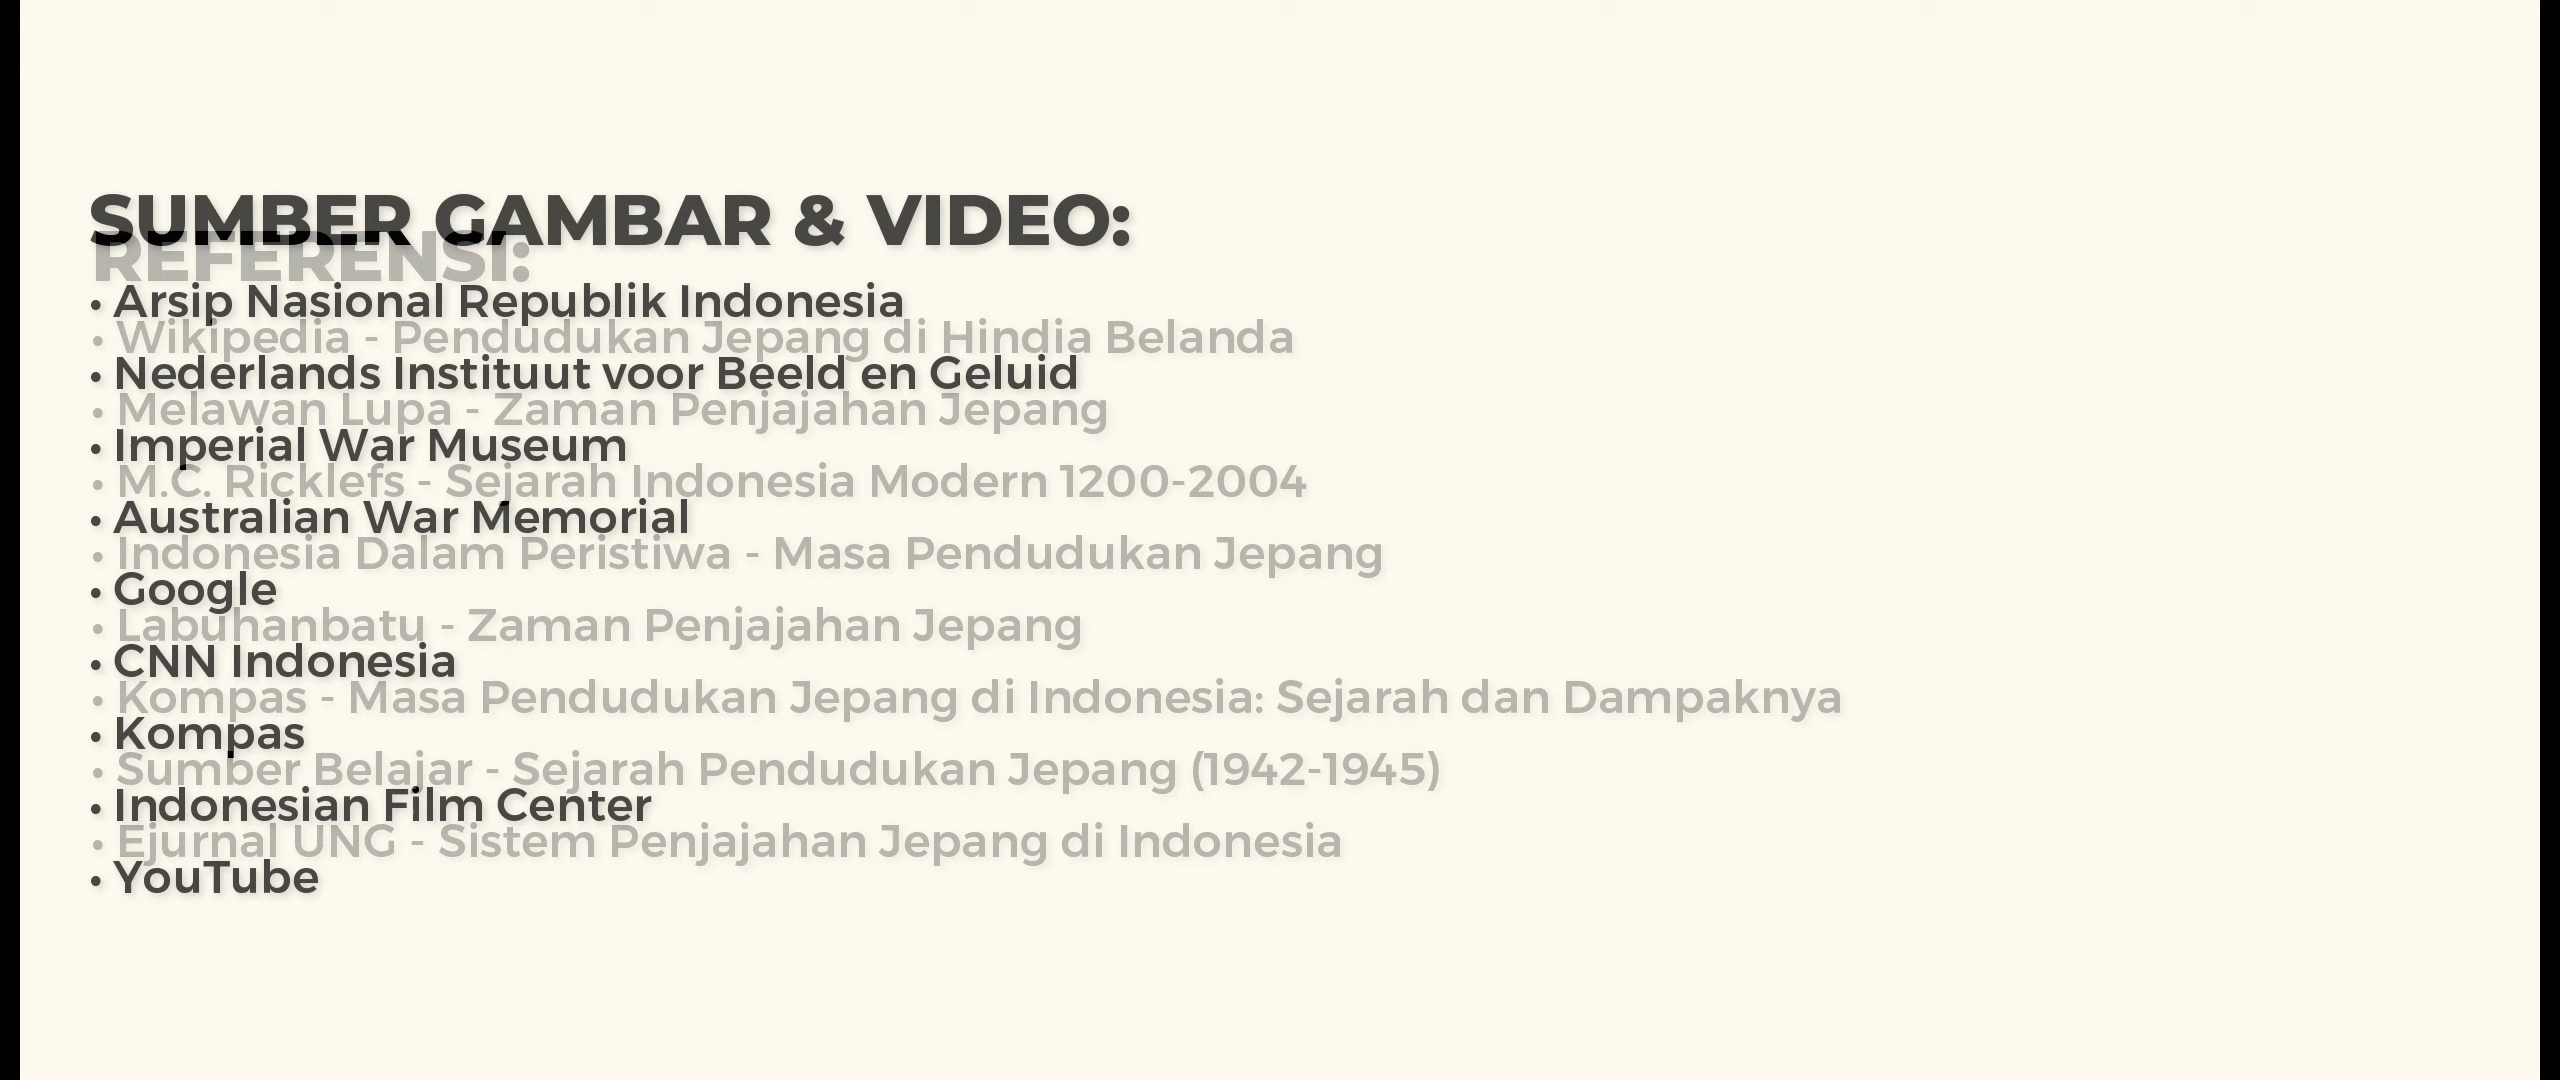 SUMBER GAMBAR & VIDEO:
REFERENSI:
• Arsip Nasional Republik Indonesia
• Wikipedia - Pendudukan Jepang di Hindia Belanda
• Nederlands Instituut voor Beeld en Geluid
• Melawan Lupa - Zaman Penjajahan Jepang
• Imperial War Museum
• M.C. Ricklefs - Sejarah Indonesia Modern 1200-2004
• Australian War Memorial
• Indonesia Dalam Peristiwa - Masa Pendudukan Jepang
• Google
• Labuhanbatu - Zaman Penjajahan Jepang
• CNN Indonesia
• Kompas - Masa Pendudukan Jepang di Indonesia: Sejarah dan Dampaknya
• Kompas
• Sumber Belajar - Sejarah Pendudukan Jepang (1942-1945)
• Indonesian Film Center
• Ejurnal UNG - Sistem Penjajahan Jepang di Indonesia
• YouTube